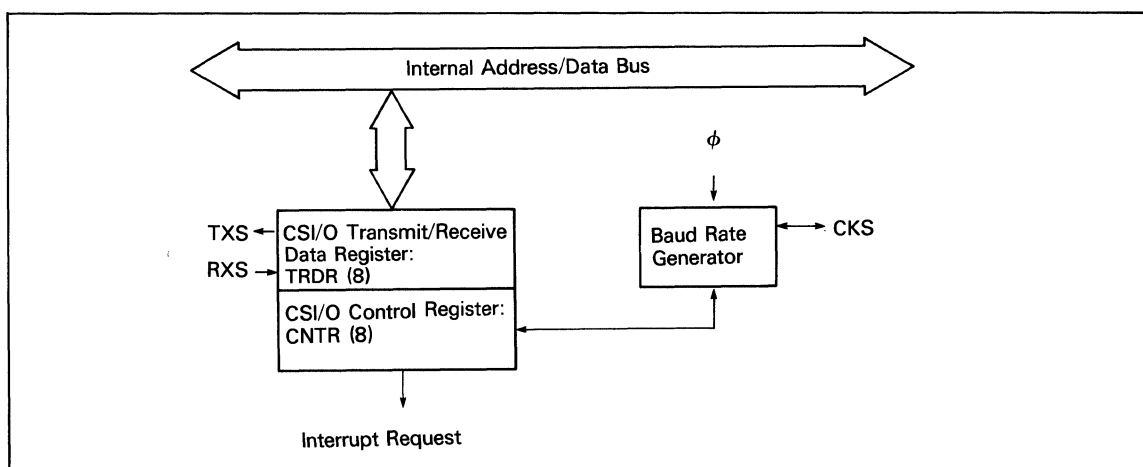 Internal Address/Data Bus
ϕ
TXS
CSI/O Transmit/Receive
Data Register:
RXS
TRDR (8)
Baud Rate
Generator
CKS
CSI/O Control Register:
CNTR (8)
Interrupt Request